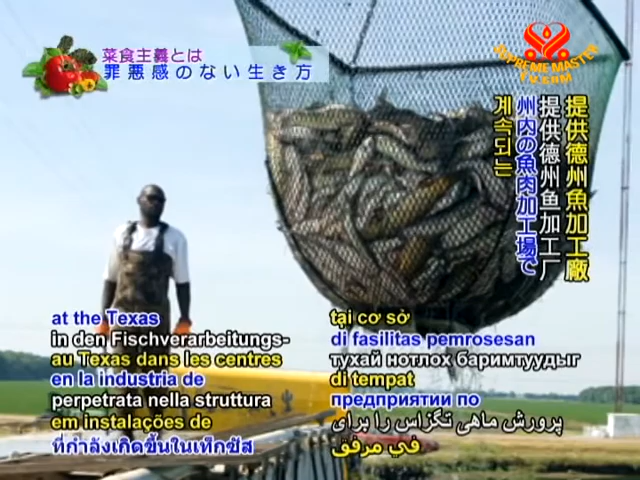 菜食主義とは
罪悪感のない生き方
SUPREME MASTER
TV.COM
提供德州魚加工廠
提供德州鱼加工厂
州内の魚肉加工場で
계속되는
at the Texas
in den Fischverarbeitungs-
au Texas dans les centres
en la industria de
perpetrata nella struttura
em instalações de
ที่กำลังเกิดขึ้นในเท็กซัส
tại cơ sở
di fasilitas pemrosesan
тухай нотлох баримтуудыг
di tempat
предприятии по
پرورش ماهی تگزاس را برای
في مرفق